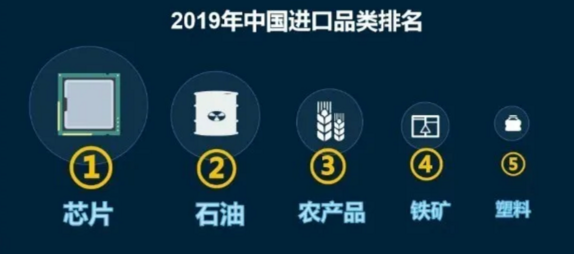 2019年中国进口品类排名
① ② ③ ④ ⑤
芯片 石油 农产品 铁矿 塑料